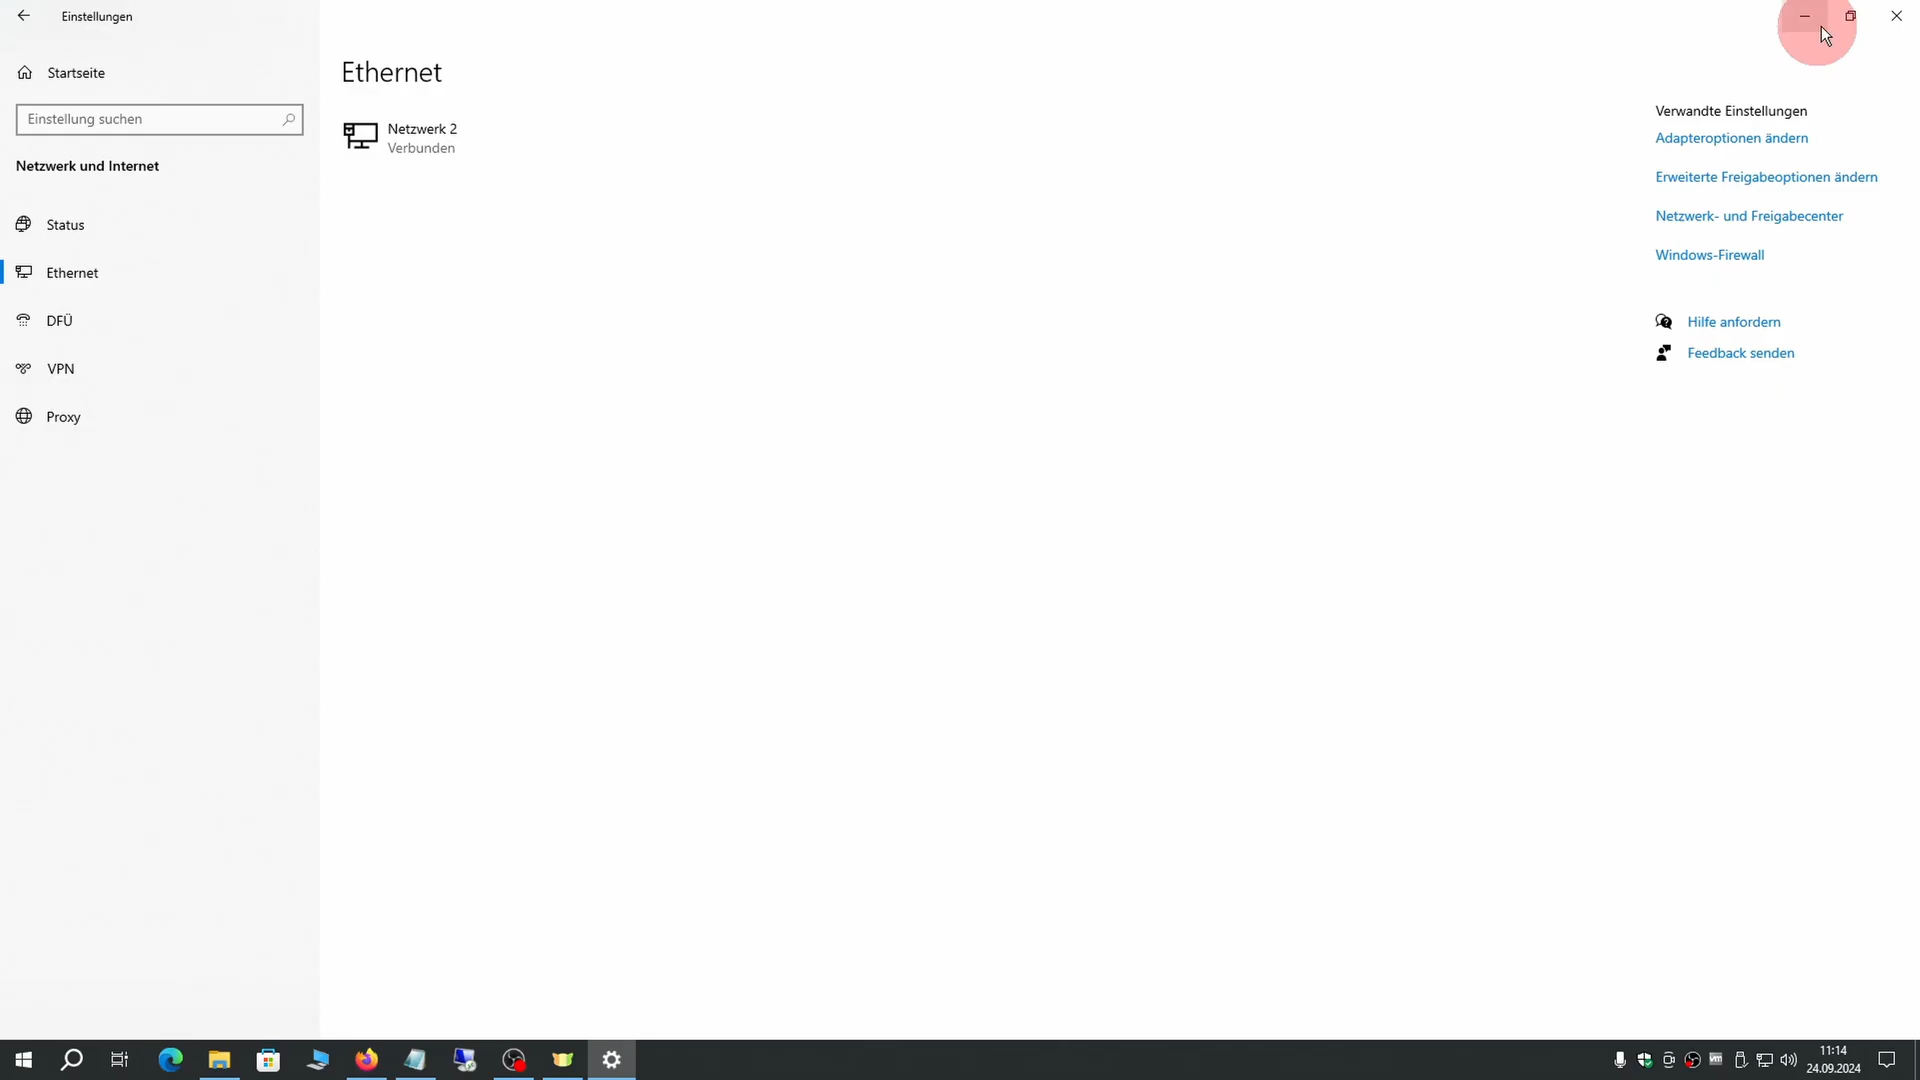 Einstellungen
Startseite
Einstellung suchen
Netzwerk und Internet
Status
Ethernet
DFÜ
VPN
Proxy
Ethernet
Netzwerk 2
Verbunden
Verwandte Einstellungen
Adapteroptionen ändern
Erweiterte Freigabeoptionen ändern
Netzwerk- und Freigabecenter
Windows-Firewall
Hilfe anfordern
Feedback senden
11:14
24.09.2024